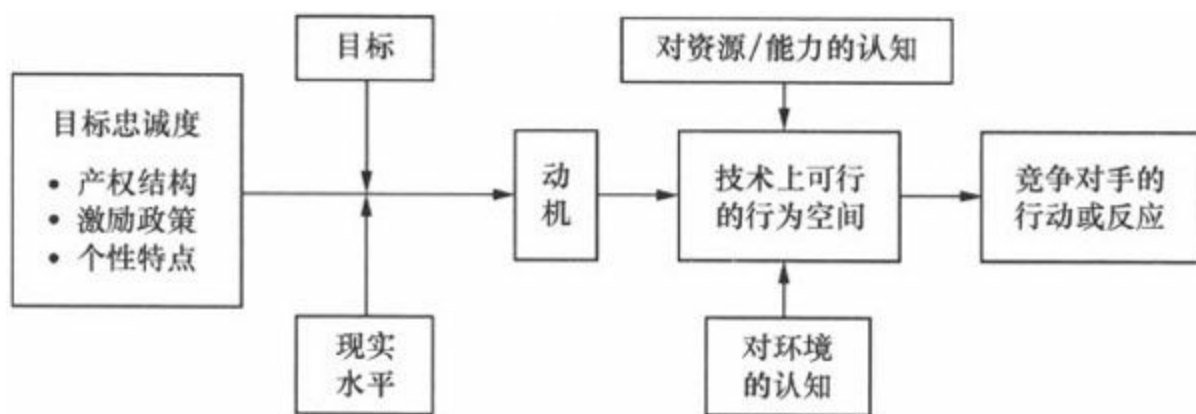 目标
对资源/能力的认知
目标忠诚度
• 产权结构
• 激励政策
• 个性特点
动
机
技术上可行
的行为空间
竞争对手的
行动或反应
现实
水平
对环境
的认知